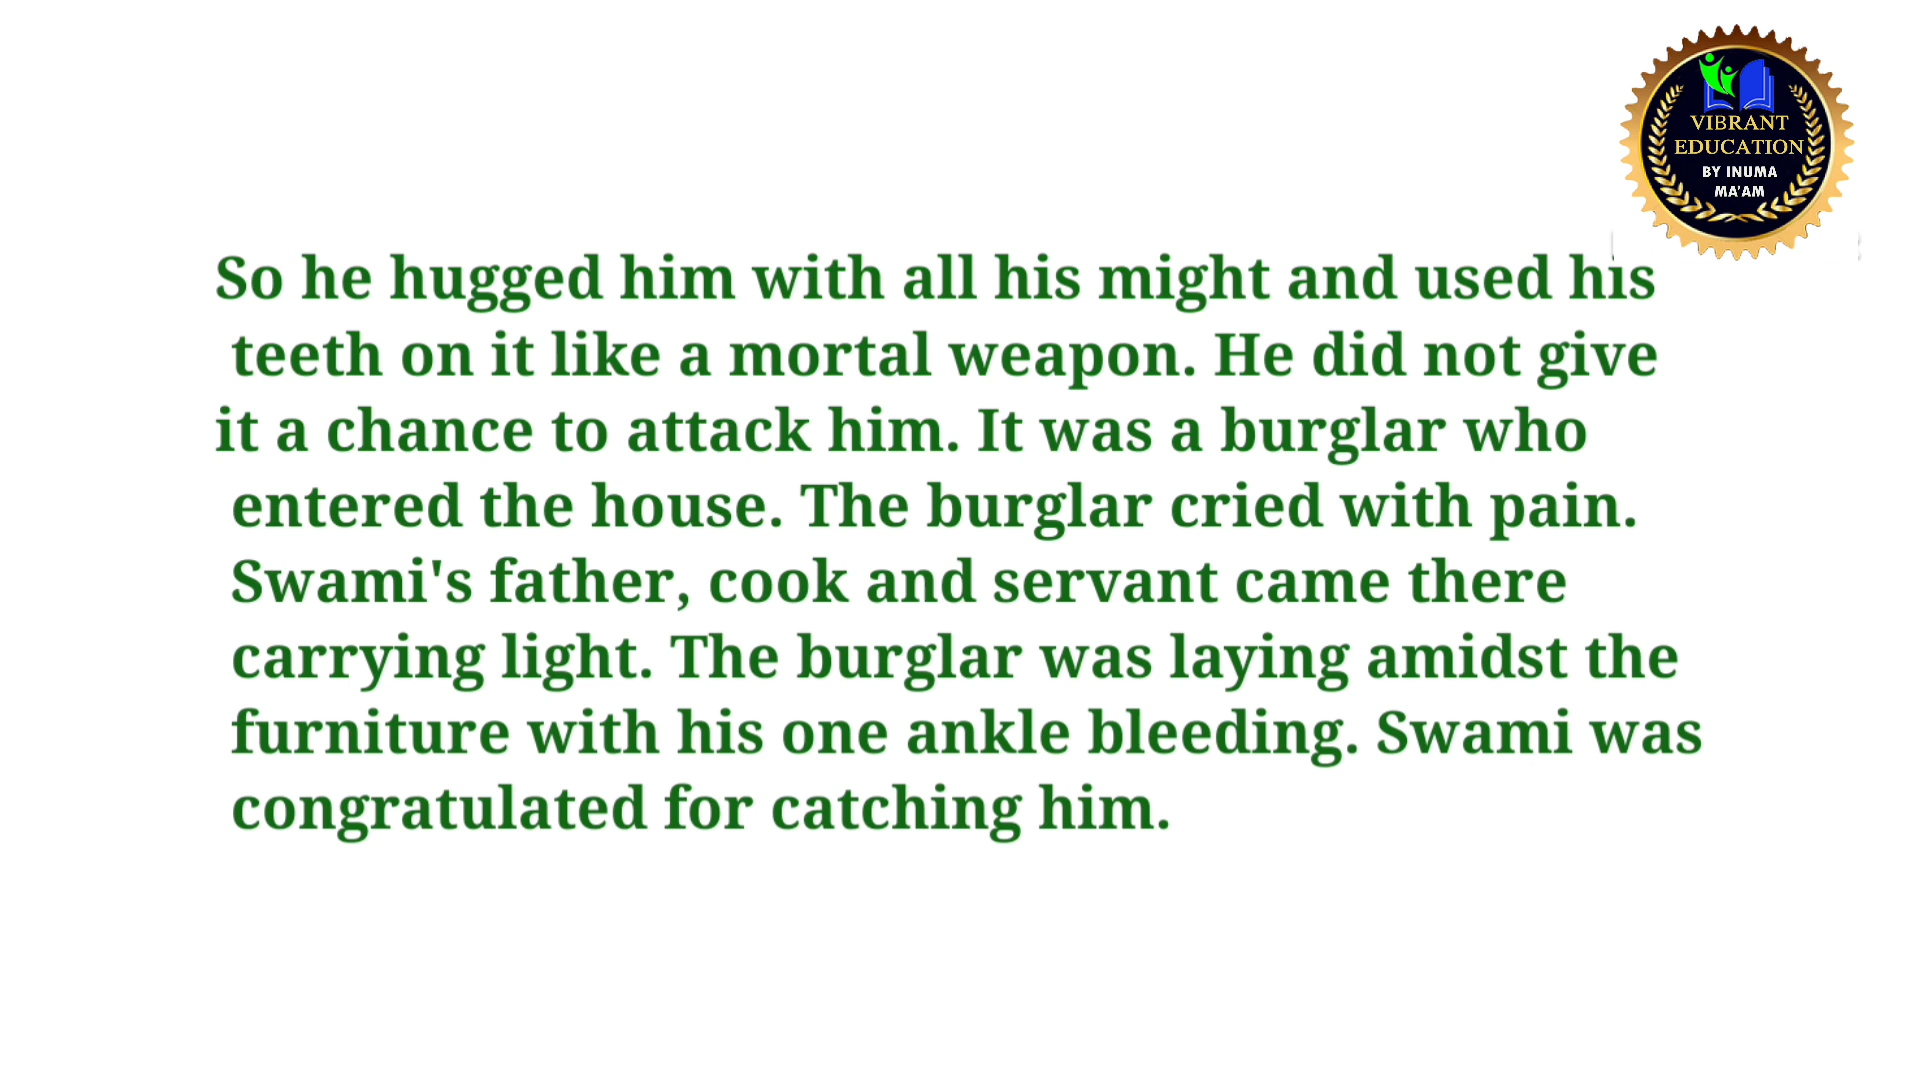 VIBRANT
EDUCATION
BY INUMA
MA'AM
So he hugged him with all his might and used his
teeth on it like a mortal weapon. He did not give
it a chance to attack him. It was a burglar who
entered the house. The burglar cried with pain.
Swami's father, cook and servant came there
carrying light. The burglar was laying amidst the
furniture with his one ankle bleeding. Swami was
congratulated for catching him.